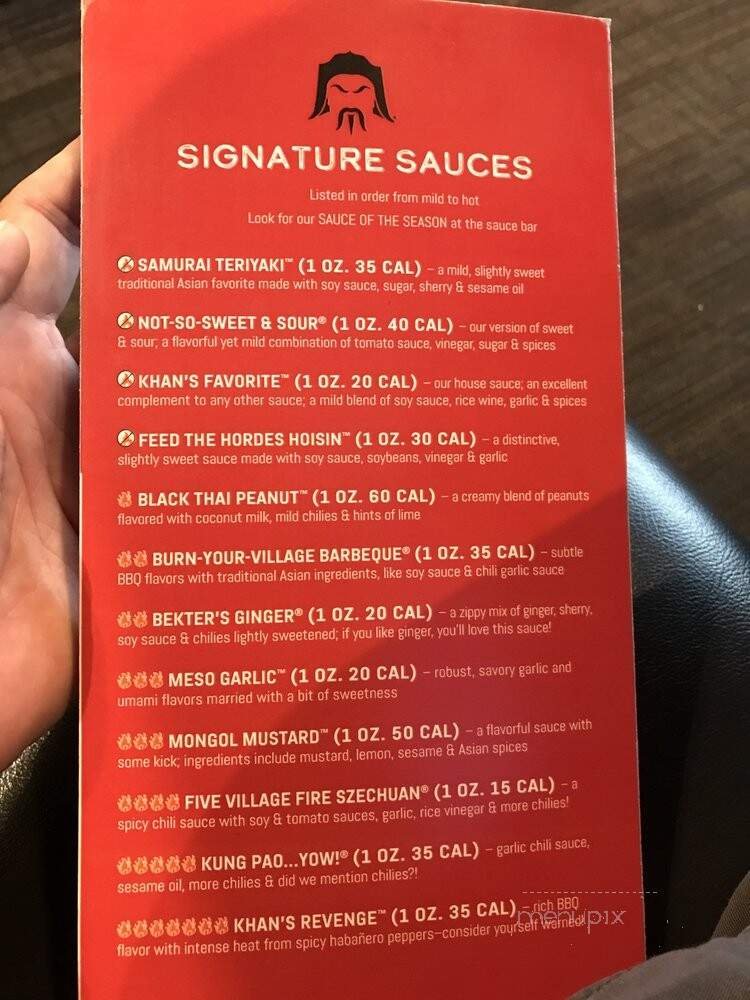 SIGNATURE SAUCES
Listed in order from mild to hot
Look for our SAUCE OF THE SEASON at the sauce bar
SAMURAI TERIYAKI™ (1 OZ. 35 CAL) – a mild, slightly sweet
traditional Asian favorite made with soy sauce, sugar, sherry & sesame oil
NOT-SO-SWEET & SOUR® (1 OZ. 40 CAL) – our version of sweet
& sour; a flavorful yet mild combination of tomato sauce, vinegar, sugar & spices
KHAN'S FAVORITE™ (1 OZ. 20 CAL) – our house sauce; an excellent
complement to any other sauce; a mild blend of soy sauce, rice wine, garlic & spices
FEED THE HORDES HOISIN™ (1 OZ. 30 CAL) – a distinctive,
slightly sweet sauce made with soy sauce, soybeans, vinegar & garlic
BLACK THAI PEANUT™ (1 OZ. 60 CAL) – a creamy blend of peanuts
flavored with coconut milk, mild chilies & hints of lime
BURN-YOUR-VILLAGE BARBEQUE® (1 OZ. 35 CAL) – subtle
BBQ flavors with traditional Asian ingredients, like soy sauce & chili garlic sauce
BEKTER'S GINGER® (1 OZ. 20 CAL) – a zippy mix of ginger, sherry,
soy sauce & chilies lightly sweetened; if you like ginger, you'll love this sauce!
MESO GARLIC™ (1 OZ. 20 CAL) – robust, savory garlic and
umami flavors married with a bit of sweetness
MONGOL MUSTARD™ (1 OZ. 50 CAL) – a flavorful sauce with
some kick; ingredients include mustard, lemon, sesame & Asian spices
FIVE VILLAGE FIRE SZECHUAN® (1 OZ. 15 CAL) – a
spicy chili sauce with soy & tomato sauces, garlic, rice vinegar & more chilies!
KUNG PAO...YOW!® (1 OZ. 35 CAL) – garlic chili sauce,
sesame oil, more chilies & did we mention chilies?!
KHAN'S REVENGE™ (1 OZ. 35 CAL) – rich BBQ
flavor with intense heat from spicy habañero peppers–consider yourself warned!
menupix